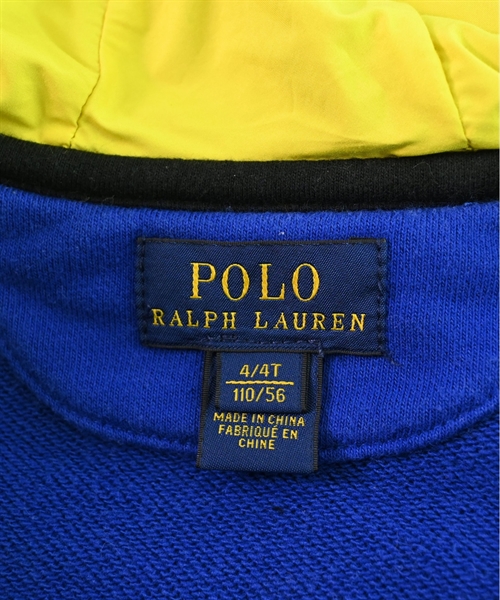 POLO
RALPH LAUREN
4/4T
110/56
MADE IN CHINA
FABRIQUÉ EN
CHINE